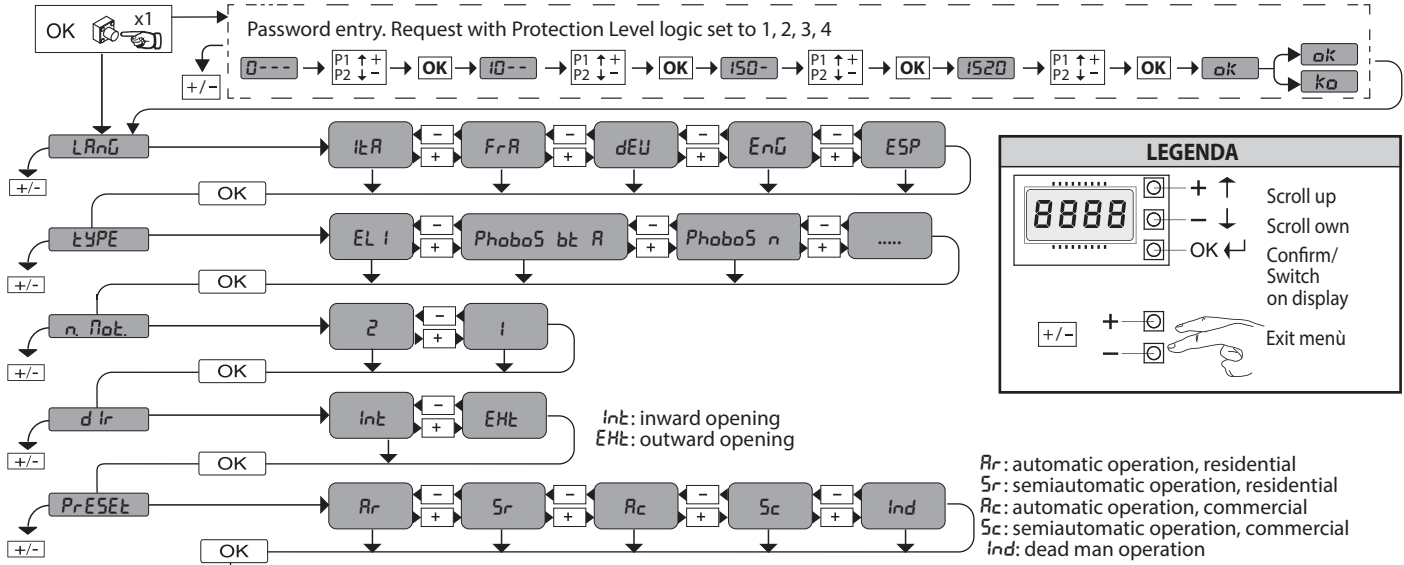 OK x1
Password entry. Request with Protection Level logic set to 1, 2, 3, 4
0--- P1 ↑ + P2 ↓ − OK 10-- P1 ↑ + P2 ↓ − OK 150- P1 ↑ + P2 ↓ − OK 1520 P1 ↑ + P2 ↓ − OK oK oK
Ko
+/-
LAnG ItA − + FrA − + dEU − + EnG − + ESP
+/-
OK
tYPE ELI − + PhoboS bt A − + PhoboS n − + .....
+/-
OK
n. Mot. 2 − + 1
+/-
OK
dIr Int − + EHt
+/-
OK
Int: inward opening
EHt: outward opening
PrESEt Ar − + Sr − + Ac − + Sc − + Ind
+/-
OK
Ar: automatic operation, residential
Sr: semiautomatic operation, residential
Ac: automatic operation, commercial
Sc: semiautomatic operation, commercial
Ind: dead man operation
LEGENDA
8888
+ ↑ Scroll up
− ↓ Scroll own
OK ↵ Confirm/
Switch
on display
+/- + − Exit menù